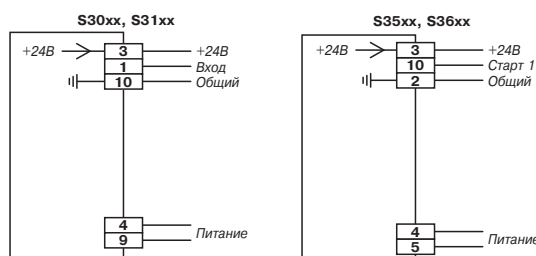 S30xx, S31xx
+24В 3 +24В
1 Вход
10 Общий
4
Питание
9
S35xx, S36xx
+24В 3 +24В
10 Старт 1
2 Общий
4
Питание
5